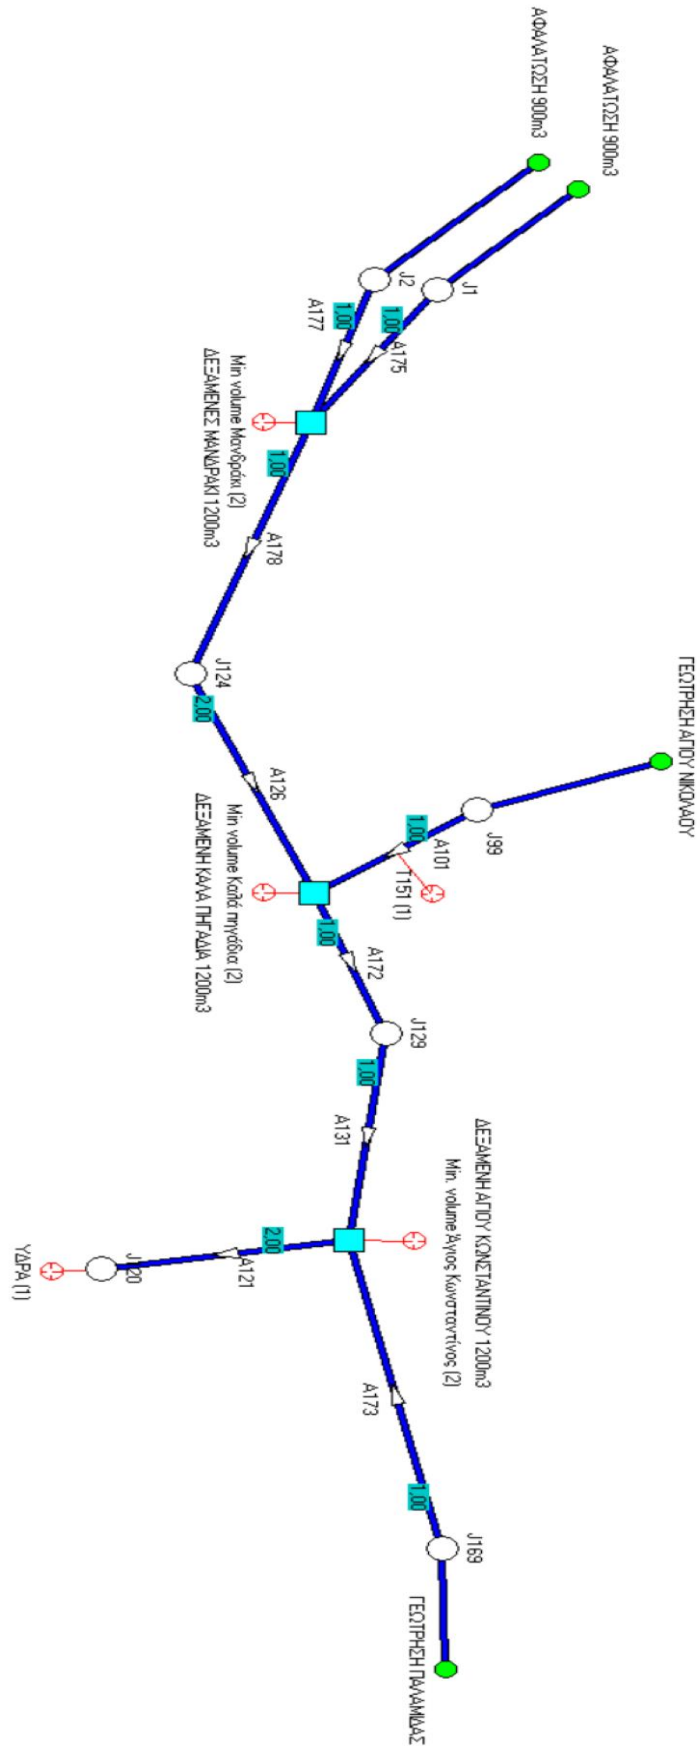 ΑΦΑΛΑΤΩΣΗ 900m3
ΑΦΑΛΑΤΩΣΗ 900m3
J2
J1
1,00
A177
1,00
A175
Min volume Μανδράκι (2)
ΔΕΞΑΜΕΝΕΣ ΜΑΝΔΡΑΚΙ 1200m3
1,00
A178
J124
2,00
A126
ΓΕΩΤΡΗΣΗ ΑΓΙΟΥ ΝΙΚΟΛΑΟΥ
J99
1,00
A101
T151 (1)
Min volume Καλά πηγάδια (2)
ΔΕΞΑΜΕΝΗ ΚΑΛΑ ΠΗΓΑΔΙΑ 1200m3
1,00
A172
J129
1,00
A131
ΔΕΞΑΜΕΝΗ ΑΓΙΟΥ ΚΩΝΣΤΑΝΤΙΝΟΥ 1200m3
Min. volume Άγιος Κωνσταντίνος (2)
2,00
A121
J120
ΥΔΡΑ (1)
A173
1,00
J169
ΓΕΩΤΡΗΣΗ ΠΑΛΑΜΙΔΑΣ